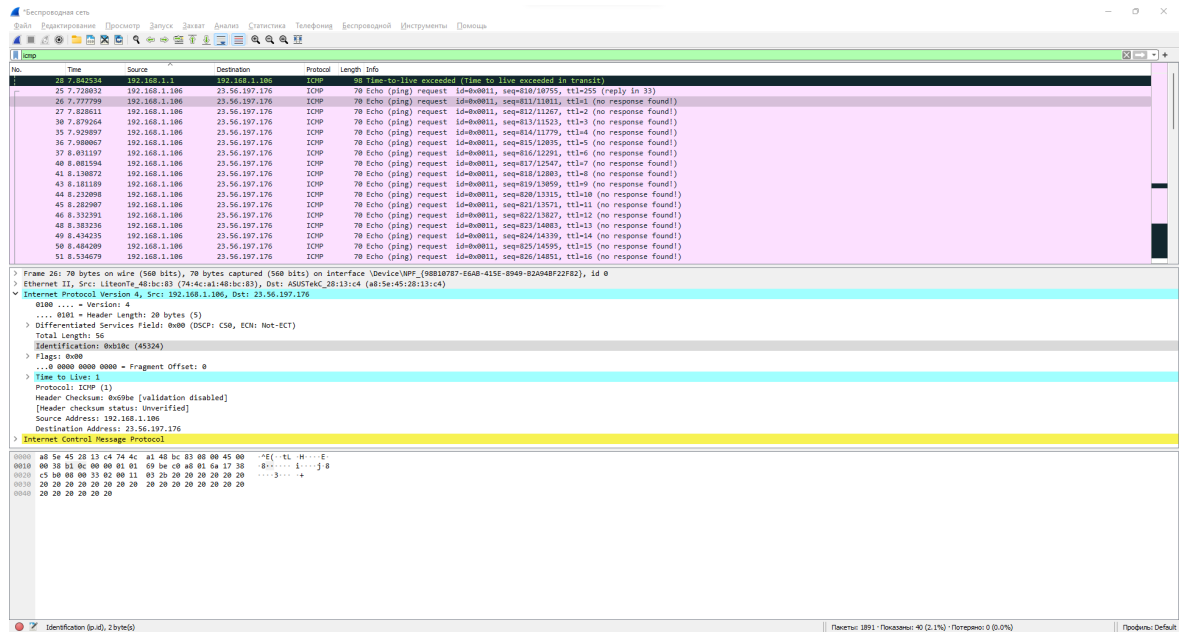 *Беспроводная сеть
Файл Редактирование Просмотр Запуск Захват Анализ Статистика Телефония Беспроводной Инструменты Помощь
icmp
No. Time Source Destination Protocol Length Info
28 7.842534 192.168.1.1 192.168.1.106 ICMP 98 Time-to-live exceeded (Time to live exceeded in transit)
25 7.728032 192.168.1.106 23.56.197.176 ICMP 70 Echo (ping) request id=0x0011, seq=810/10755, ttl=255 (reply in 33)
26 7.777799 192.168.1.106 23.56.197.176 ICMP 70 Echo (ping) request id=0x0011, seq=811/11011, ttl=1 (no response found!)
27 7.828611 192.168.1.106 23.56.197.176 ICMP 70 Echo (ping) request id=0x0011, seq=812/11267, ttl=2 (no response found!)
30 7.879264 192.168.1.106 23.56.197.176 ICMP 70 Echo (ping) request id=0x0011, seq=813/11523, ttl=3 (no response found!)
35 7.929897 192.168.1.106 23.56.197.176 ICMP 70 Echo (ping) request id=0x0011, seq=814/11779, ttl=4 (no response found!)
36 7.980067 192.168.1.106 23.56.197.176 ICMP 70 Echo (ping) request id=0x0011, seq=815/12035, ttl=5 (no response found!)
37 8.031197 192.168.1.106 23.56.197.176 ICMP 70 Echo (ping) request id=0x0011, seq=816/12291, ttl=6 (no response found!)
40 8.081594 192.168.1.106 23.56.197.176 ICMP 70 Echo (ping) request id=0x0011, seq=817/12547, ttl=7 (no response found!)
41 8.130872 192.168.1.106 23.56.197.176 ICMP 70 Echo (ping) request id=0x0011, seq=818/12803, ttl=8 (no response found!)
43 8.181189 192.168.1.106 23.56.197.176 ICMP 70 Echo (ping) request id=0x0011, seq=819/13059, ttl=9 (no response found!)
44 8.232098 192.168.1.106 23.56.197.176 ICMP 70 Echo (ping) request id=0x0011, seq=820/13315, ttl=10 (no response found!)
45 8.282907 192.168.1.106 23.56.197.176 ICMP 70 Echo (ping) request id=0x0011, seq=821/13571, ttl=11 (no response found!)
46 8.332391 192.168.1.106 23.56.197.176 ICMP 70 Echo (ping) request id=0x0011, seq=822/13827, ttl=12 (no response found!)
48 8.383236 192.168.1.106 23.56.197.176 ICMP 70 Echo (ping) request id=0x0011, seq=823/14083, ttl=13 (no response found!)
49 8.434235 192.168.1.106 23.56.197.176 ICMP 70 Echo (ping) request id=0x0011, seq=824/14339, ttl=14 (no response found!)
50 8.484209 192.168.1.106 23.56.197.176 ICMP 70 Echo (ping) request id=0x0011, seq=825/14595, ttl=15 (no response found!)
51 8.534679 192.168.1.106 23.56.197.176 ICMP 70 Echo (ping) request id=0x0011, seq=826/14851, ttl=16 (no response found!)
> Frame 26: 70 bytes on wire (560 bits), 70 bytes captured (560 bits) on interface \Device\NPF_{98B10787-E6AB-415E-8949-B2A94BF22F82}, id 0
> Ethernet II, Src: LiteonTe_48:bc:83 (74:4c:a1:48:bc:83), Dst: ASUSTekC_28:13:c4 (a8:5e:45:28:13:c4)
Internet Protocol Version 4, Src: 192.168.1.106, Dst: 23.56.197.176
0100 .... = Version: 4
.... 0101 = Header Length: 20 bytes (5)
> Differentiated Services Field: 0x00 (DSCP: CS0, ECN: Not-ECT)
Total Length: 56
Identification: 0xb10c (45324)
> Flags: 0x00
...0 0000 0000 0000 = Fragment Offset: 0
> Time to Live: 1
Protocol: ICMP (1)
Header Checksum: 0x69be [validation disabled]
[Header checksum status: Unverified]
Source Address: 192.168.1.106
Destination Address: 23.56.197.176
> Internet Control Message Protocol
0000 a8 5e 45 28 13 c4 74 4c a1 48 bc 83 08 00 45 00 ·^E(··tL ·H····E·
0010 00 38 b1 0c 00 00 01 01 69 be c0 a8 01 6a 17 38 ·8······ i····j·8
0020 c5 b0 08 00 33 02 00 11 03 2b 20 20 20 20 20 20 ····3··· ·+
0030 20 20 20 20 20 20 20 20 20 20 20 20 20 20 20 20
0040 20 20 20 20 20 20
Identification (ip.id), 2 byte(s) Пакеты: 1891 · Показаны: 40 (2.1%) · Потеряно: 0 (0.0%) Профиль: Default